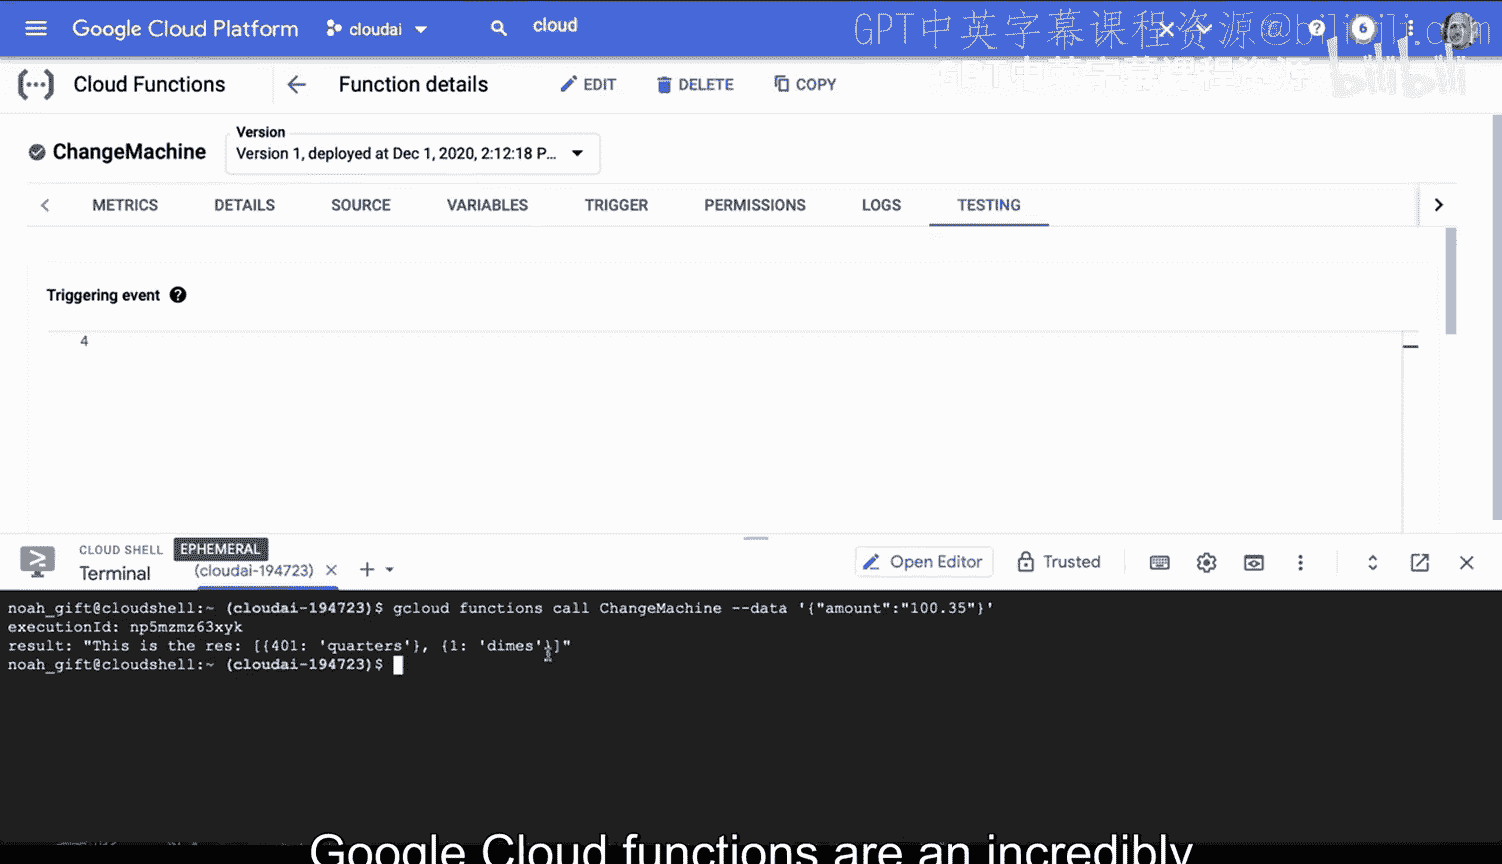 Google Cloud Platform cloudai cloud
GPT中英字幕课程资源@bilibili.com
? 6
Cloud Functions Function details EDIT DELETE COPY
bilibili
ChangeMachine
Version
Version 1, deployed at Dec 1, 2020, 2:12:18 P...
METRICS DETAILS SOURCE VARIABLES TRIGGER PERMISSIONS LOGS TESTING
Triggering event ?
4
CLOUD SHELL EPHEMERAL
Terminal (cloudai-194723) Open Editor Trusted
noah_gift@cloudshell:~ (cloudai-194723)$ gcloud functions call ChangeMachine --data '{"amount":"100.35"}'
executionId: np5mzmz63xyk
result: "This is the res: [{401: 'quarters'}, {1: 'dimes'}]"
noah_gift@cloudshell:~ (cloudai-194723)$
Google Cloud functions are an incredibly